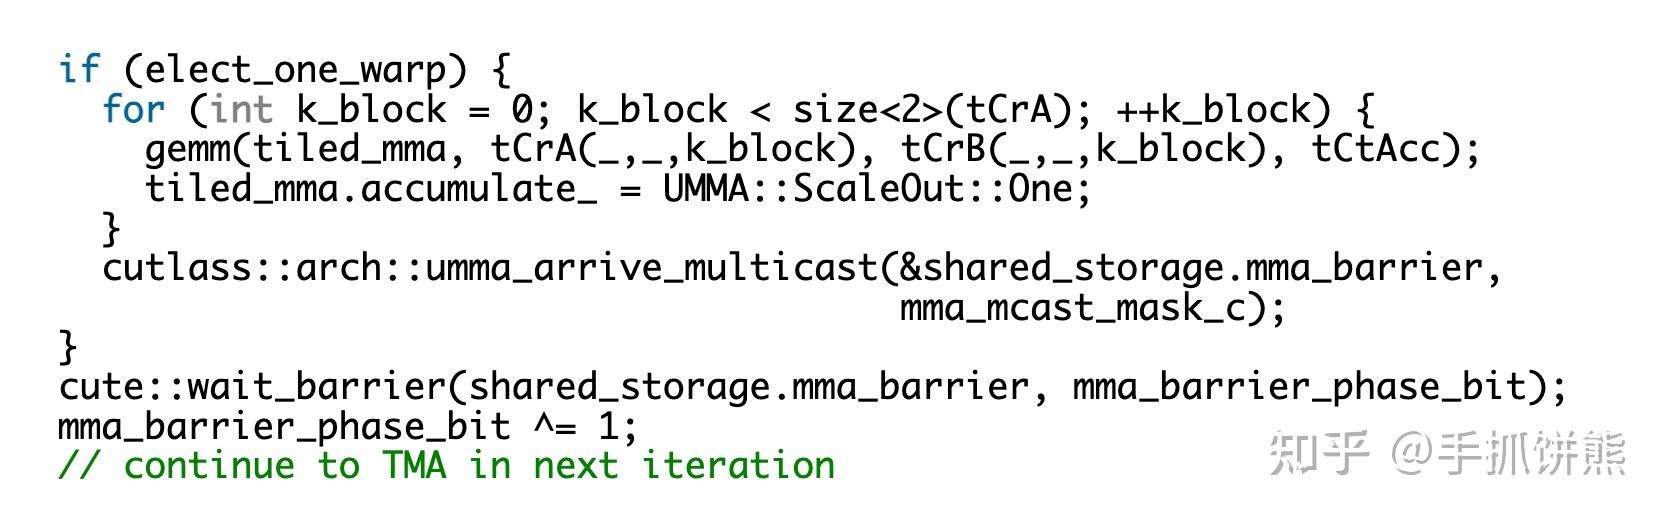 if (elect_one_warp) {
  for (int k_block = 0; k_block < size<2>(tCrA); ++k_block) {
    gemm(tiled_mma, tCrA(_,_,k_block), tCrB(_,_,k_block), tCtAcc);
    tiled_mma.accumulate_ = UMMA::ScaleOut::One;
  }
  cutlass::arch::umma_arrive_multicast(&shared_storage.mma_barrier,
                                       mma_mcast_mask_c);
}
cute::wait_barrier(shared_storage.mma_barrier, mma_barrier_phase_bit);
mma_barrier_phase_bit ^= 1;
// continue to TMA in next iteration
知乎 @手抓饼熊